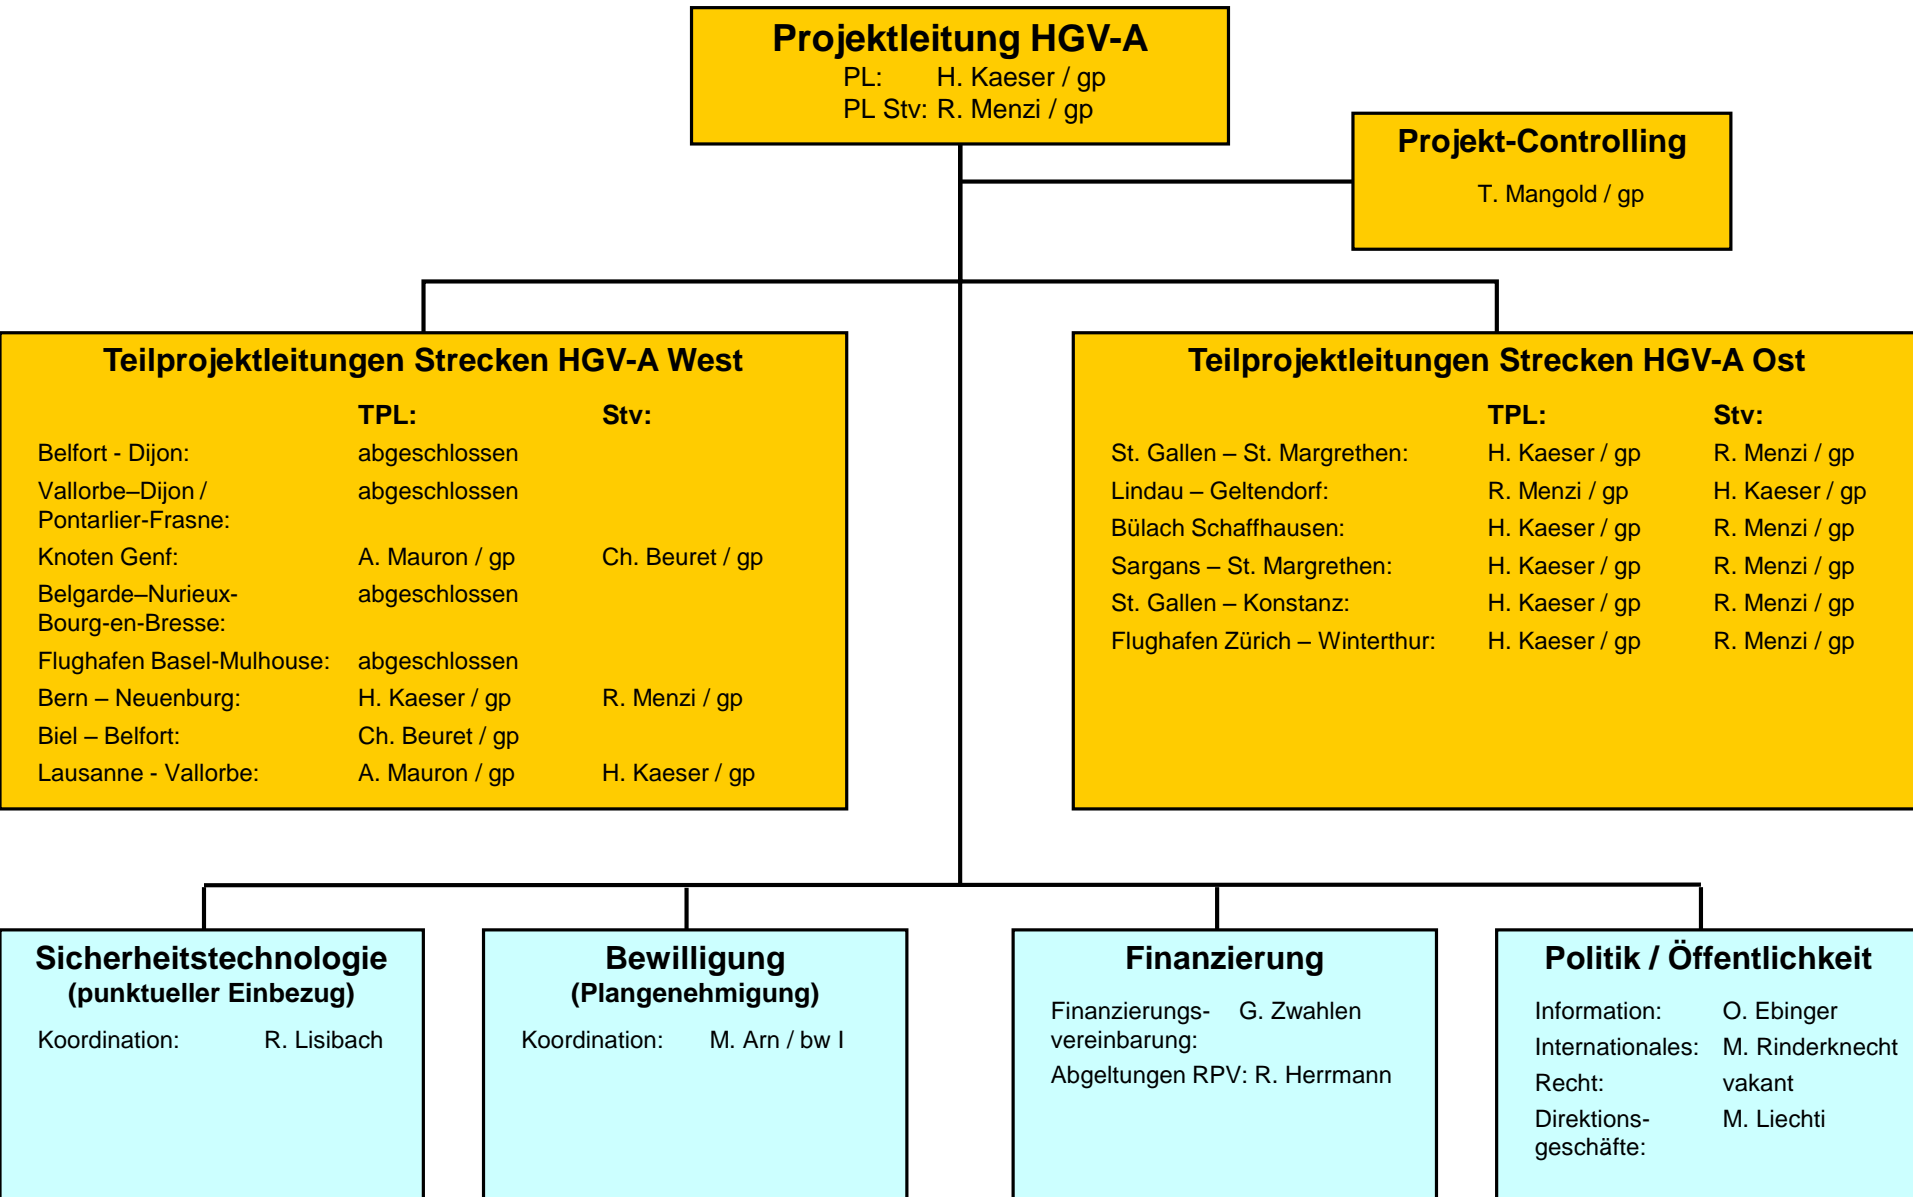 Projektleitung HGV-A
PL: H. Kaeser / gp
PL Stv: R. Menzi / gp
Projekt-Controlling
T. Mangold / gp
Teilprojektleitungen Strecken HGV-A West
TPL: Stv:
Belfort - Dijon: abgeschlossen
Vallorbe–Dijon / abgeschlossen
Pontarlier-Frasne:
Knoten Genf: A. Mauron / gp Ch. Beuret / gp
Belgarde–Nurieux- abgeschlossen
Bourg-en-Bresse:
Flughafen Basel-Mulhouse: abgeschlossen
Bern – Neuenburg: H. Kaeser / gp R. Menzi / gp
Biel – Belfort: Ch. Beuret / gp
Lausanne - Vallorbe: A. Mauron / gp H. Kaeser / gp
Teilprojektleitungen Strecken HGV-A Ost
TPL: Stv:
St. Gallen – St. Margrethen: H. Kaeser / gp R. Menzi / gp
Lindau – Geltendorf: R. Menzi / gp H. Kaeser / gp
Bülach Schaffhausen: H. Kaeser / gp R. Menzi / gp
Sargans – St. Margrethen: H. Kaeser / gp R. Menzi / gp
St. Gallen – Konstanz: H. Kaeser / gp R. Menzi / gp
Flughafen Zürich – Winterthur: H. Kaeser / gp R. Menzi / gp
Sicherheitstechnologie
(punktueller Einbezug)
Koordination: R. Lisibach
Bewilligung
(Plangenehmigung)
Koordination: M. Arn / bw I
Finanzierung
Finanzierungs- G. Zwahlen
vereinbarung:
Abgeltungen RPV: R. Herrmann
Politik / Öffentlichkeit
Information: O. Ebinger
Internationales: M. Rinderknecht
Recht: vakant
Direktions- M. Liechti
geschäfte: